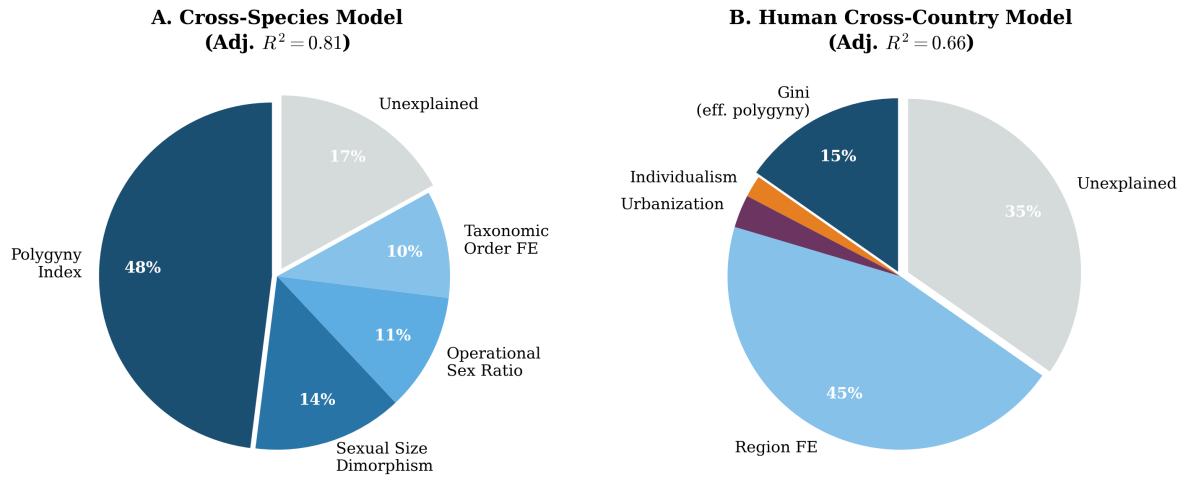 A. Cross-Species Model
(Adj. R² = 0.81)
Unexplained
17%
Taxonomic
Order FE
10%
Polygyny
Index
48%
11%
Operational
Sex Ratio
14%
Sexual Size
Dimorphism
B. Human Cross-Country Model
(Adj. R² = 0.66)
Gini
(eff. polygyny)
15%
Individualism
Urbanization
Unexplained
35%
45%
Region FE